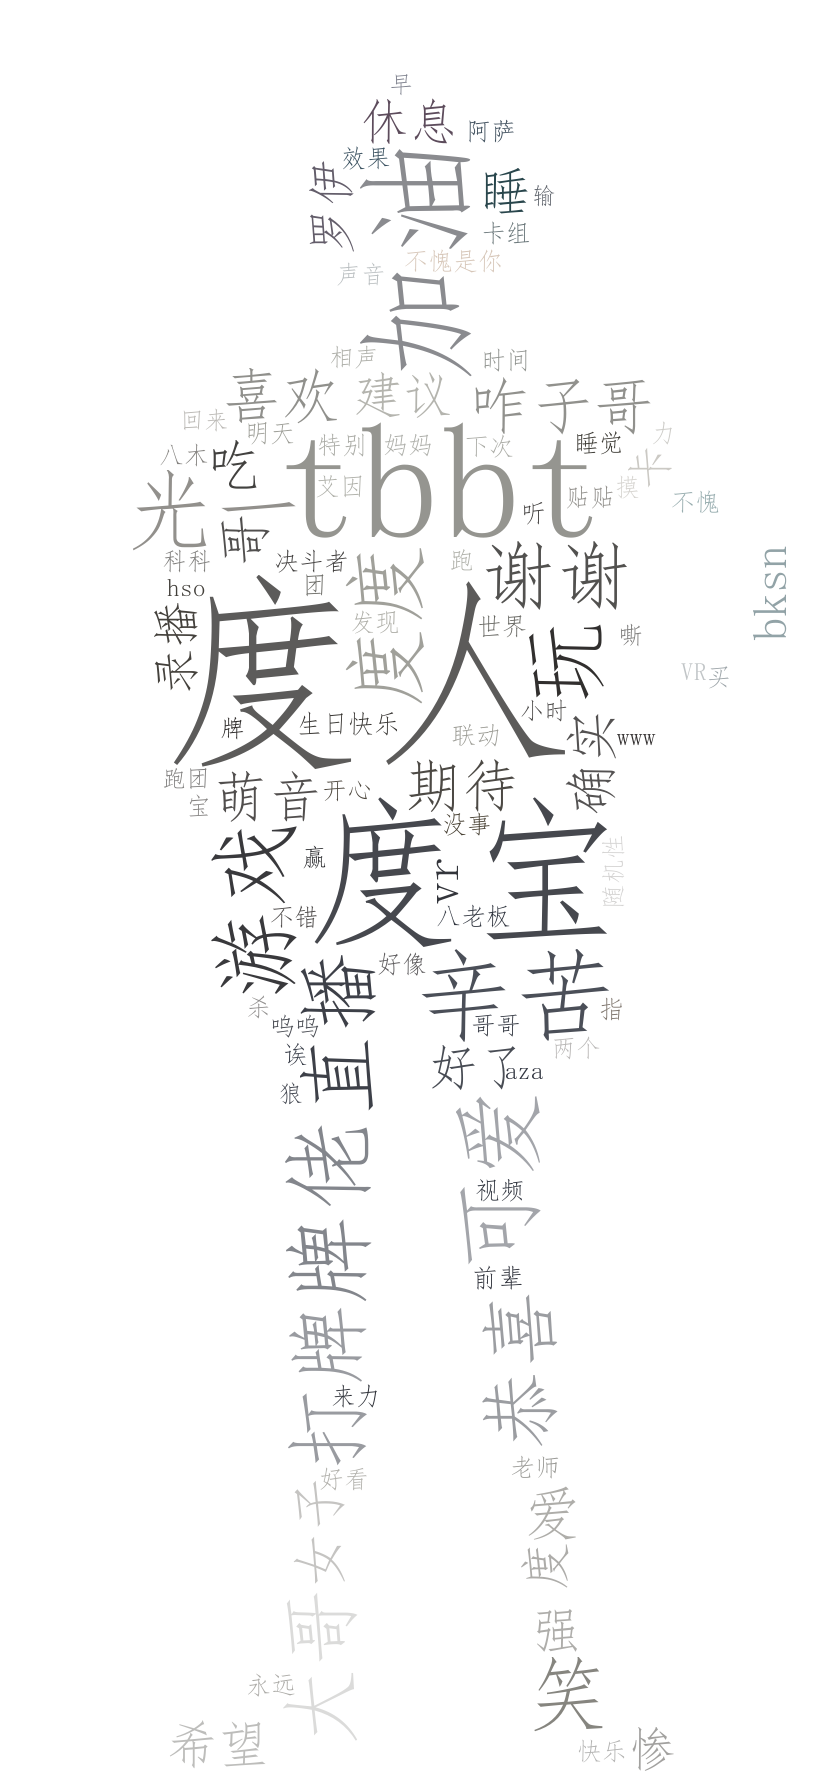 早
休息
阿萨
效果
罗伊
加油
睡
输
卡组
声音
不愧是你
相声
时间
喜欢
建议
咋子哥
回来
明天
特别
妈妈
下次
睡觉
力
八木
吃
卡
光一
tbbt
艾因
听
贴贴
摸
不愧
哥
科科
决斗者
度度
跑
谢谢
bksn
hso
团
录播
度人
发现
世界
玩
嘶
VR买
牌
生日快乐
联动
小时
确实
www
跑团
宝
萌音
开心
期待
没事
游戏
赢
度宝
vr
随机性
不错
八老板
直播
好像
辛苦
杀
呜呜
哥哥
指
诶
好了
两个
狼
aza
打牌牌佬
可爱
视频
前辈
恭喜
来力
好看
老师
女子
度嗳
大哥
强
笑
永远
希望
快乐
惨